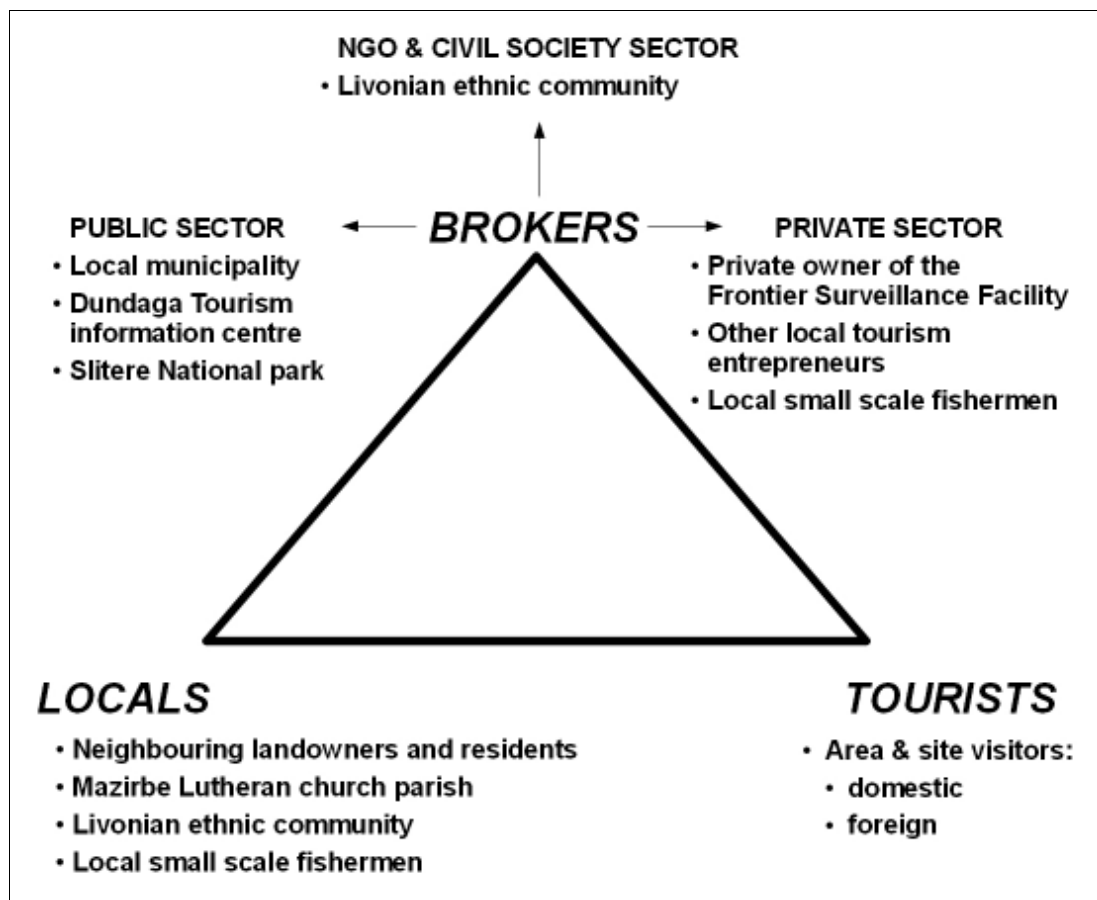 NGO & CIVIL SOCIETY SECTOR
• Livonian ethnic community
BROKERS
PUBLIC SECTOR
• Local municipality
• Dundaga Tourism
information centre
• Slitere National park
PRIVATE SECTOR
• Private owner of the
Frontier Surveillance Facility
• Other local tourism
entrepreneurs
• Local small scale fishermen
LOCALS
• Neighbouring landowners and residents
• Mazirbe Lutheran church parish
• Livonian ethnic community
• Local small scale fishermen
TOURISTS
• Area & site visitors:
• domestic
• foreign